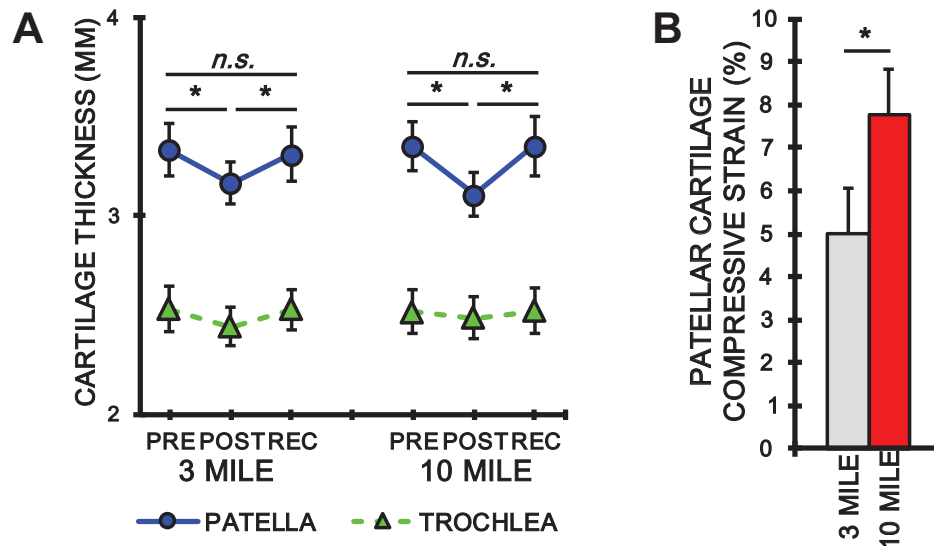 A
CARTILAGE THICKNESS (MM)
4
3
2
n.s.
* *
n.s.
* *
PRE POST REC
3 MILE
PRE POST REC
10 MILE
PATELLA
TROCHLEA
B
PATELLAR CARTILAGE
COMPRESSIVE STRAIN (%)
10
9
8
7
6
5
4
3
2
1
0
*
3 MILE
10 MILE